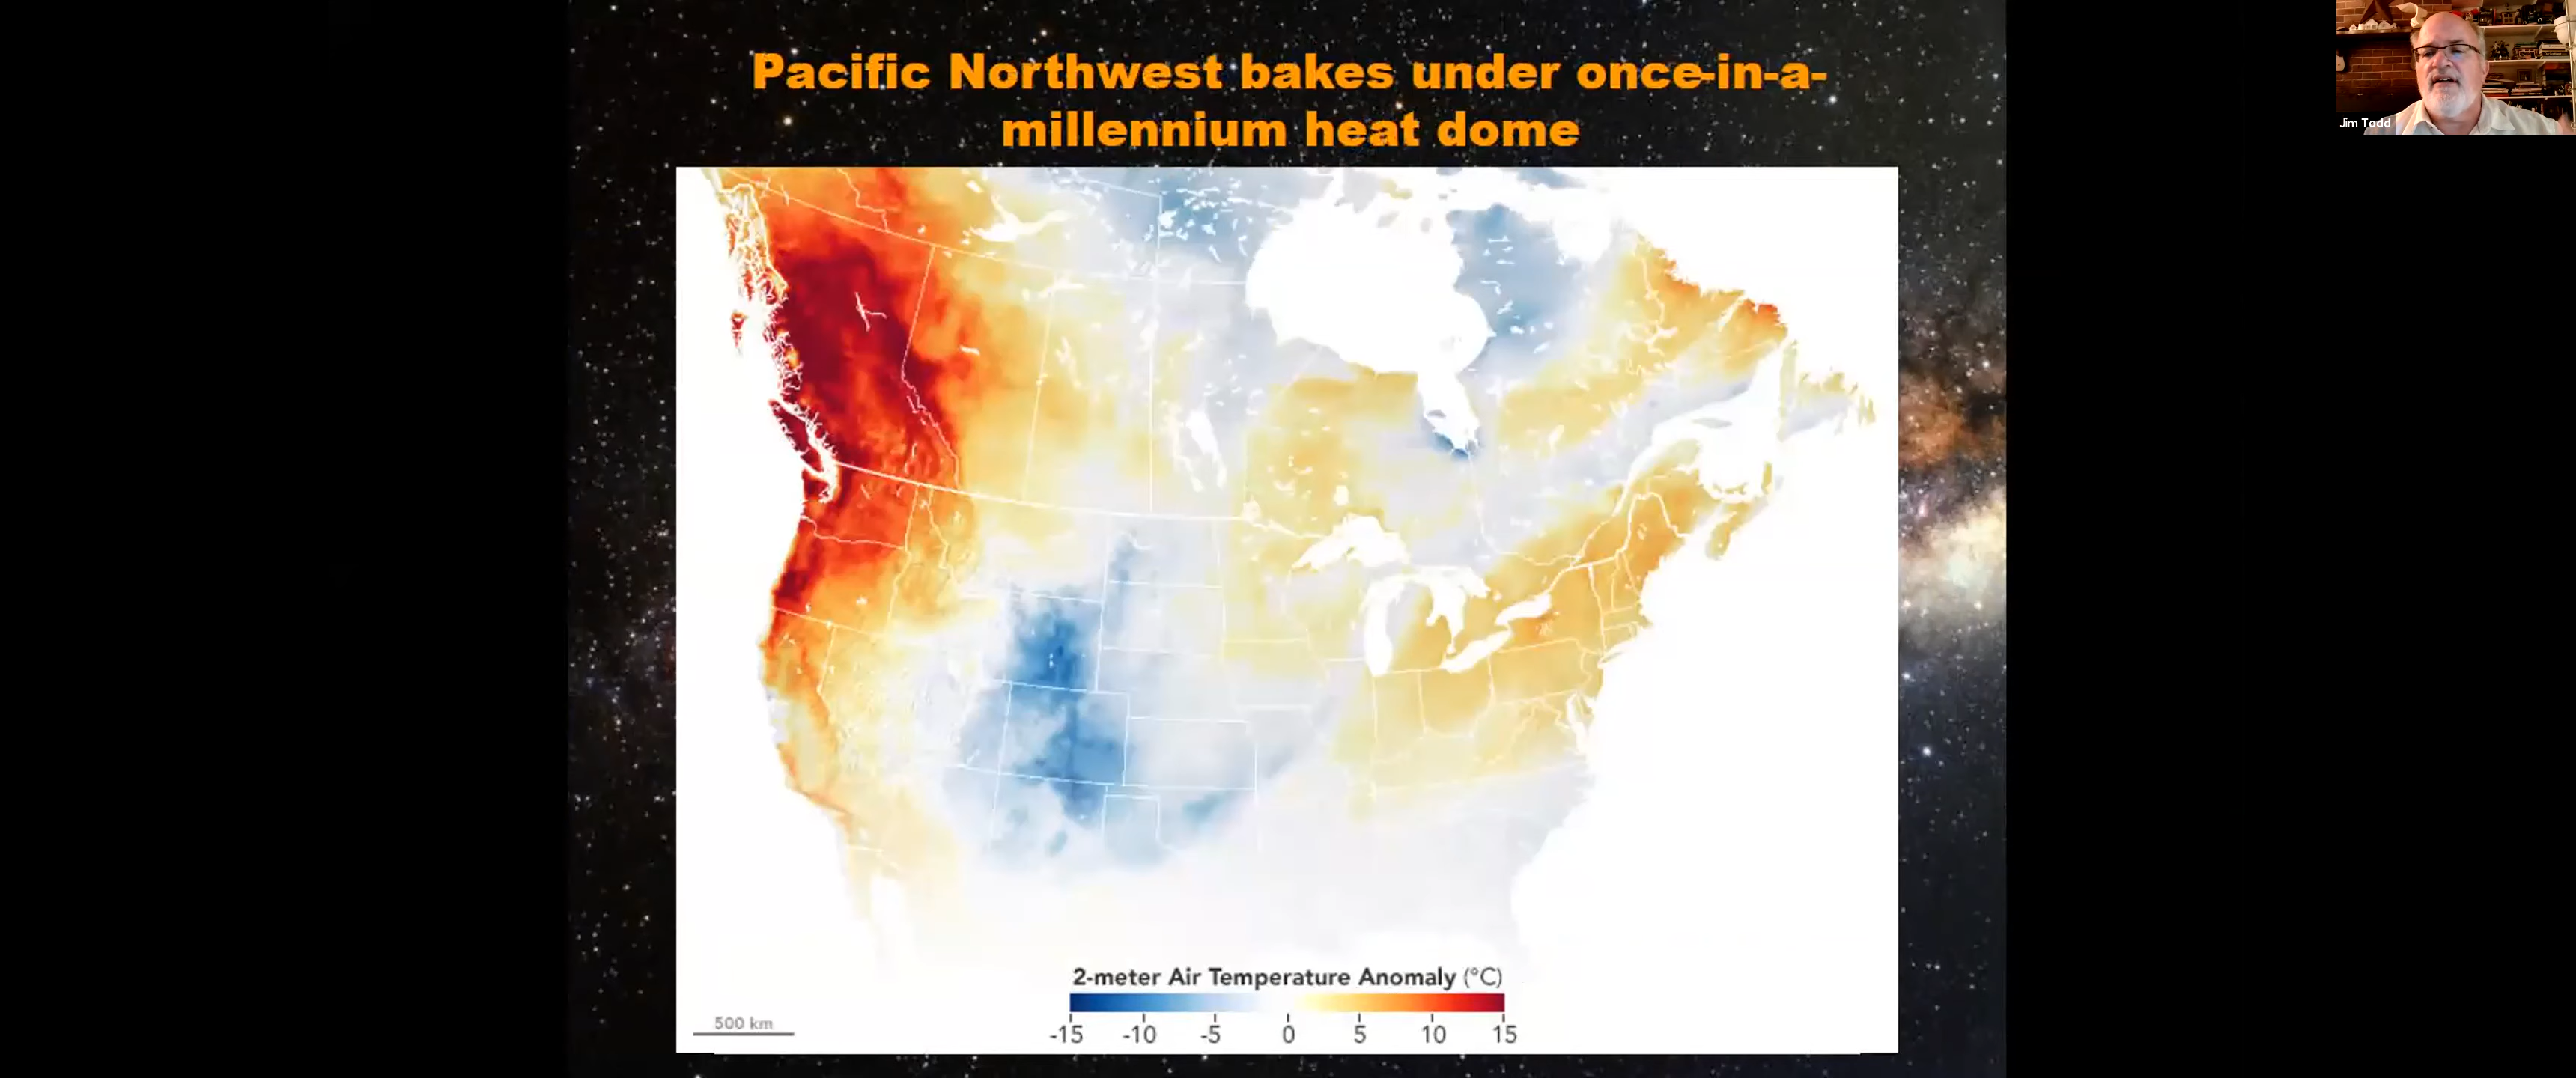 Pacific Northwest bakes under once-in-a-
millennium heat dome
Jim Todd
2-meter Air Temperature Anomaly (°C)
500 km
-15 -10 -5 0 5 10 15